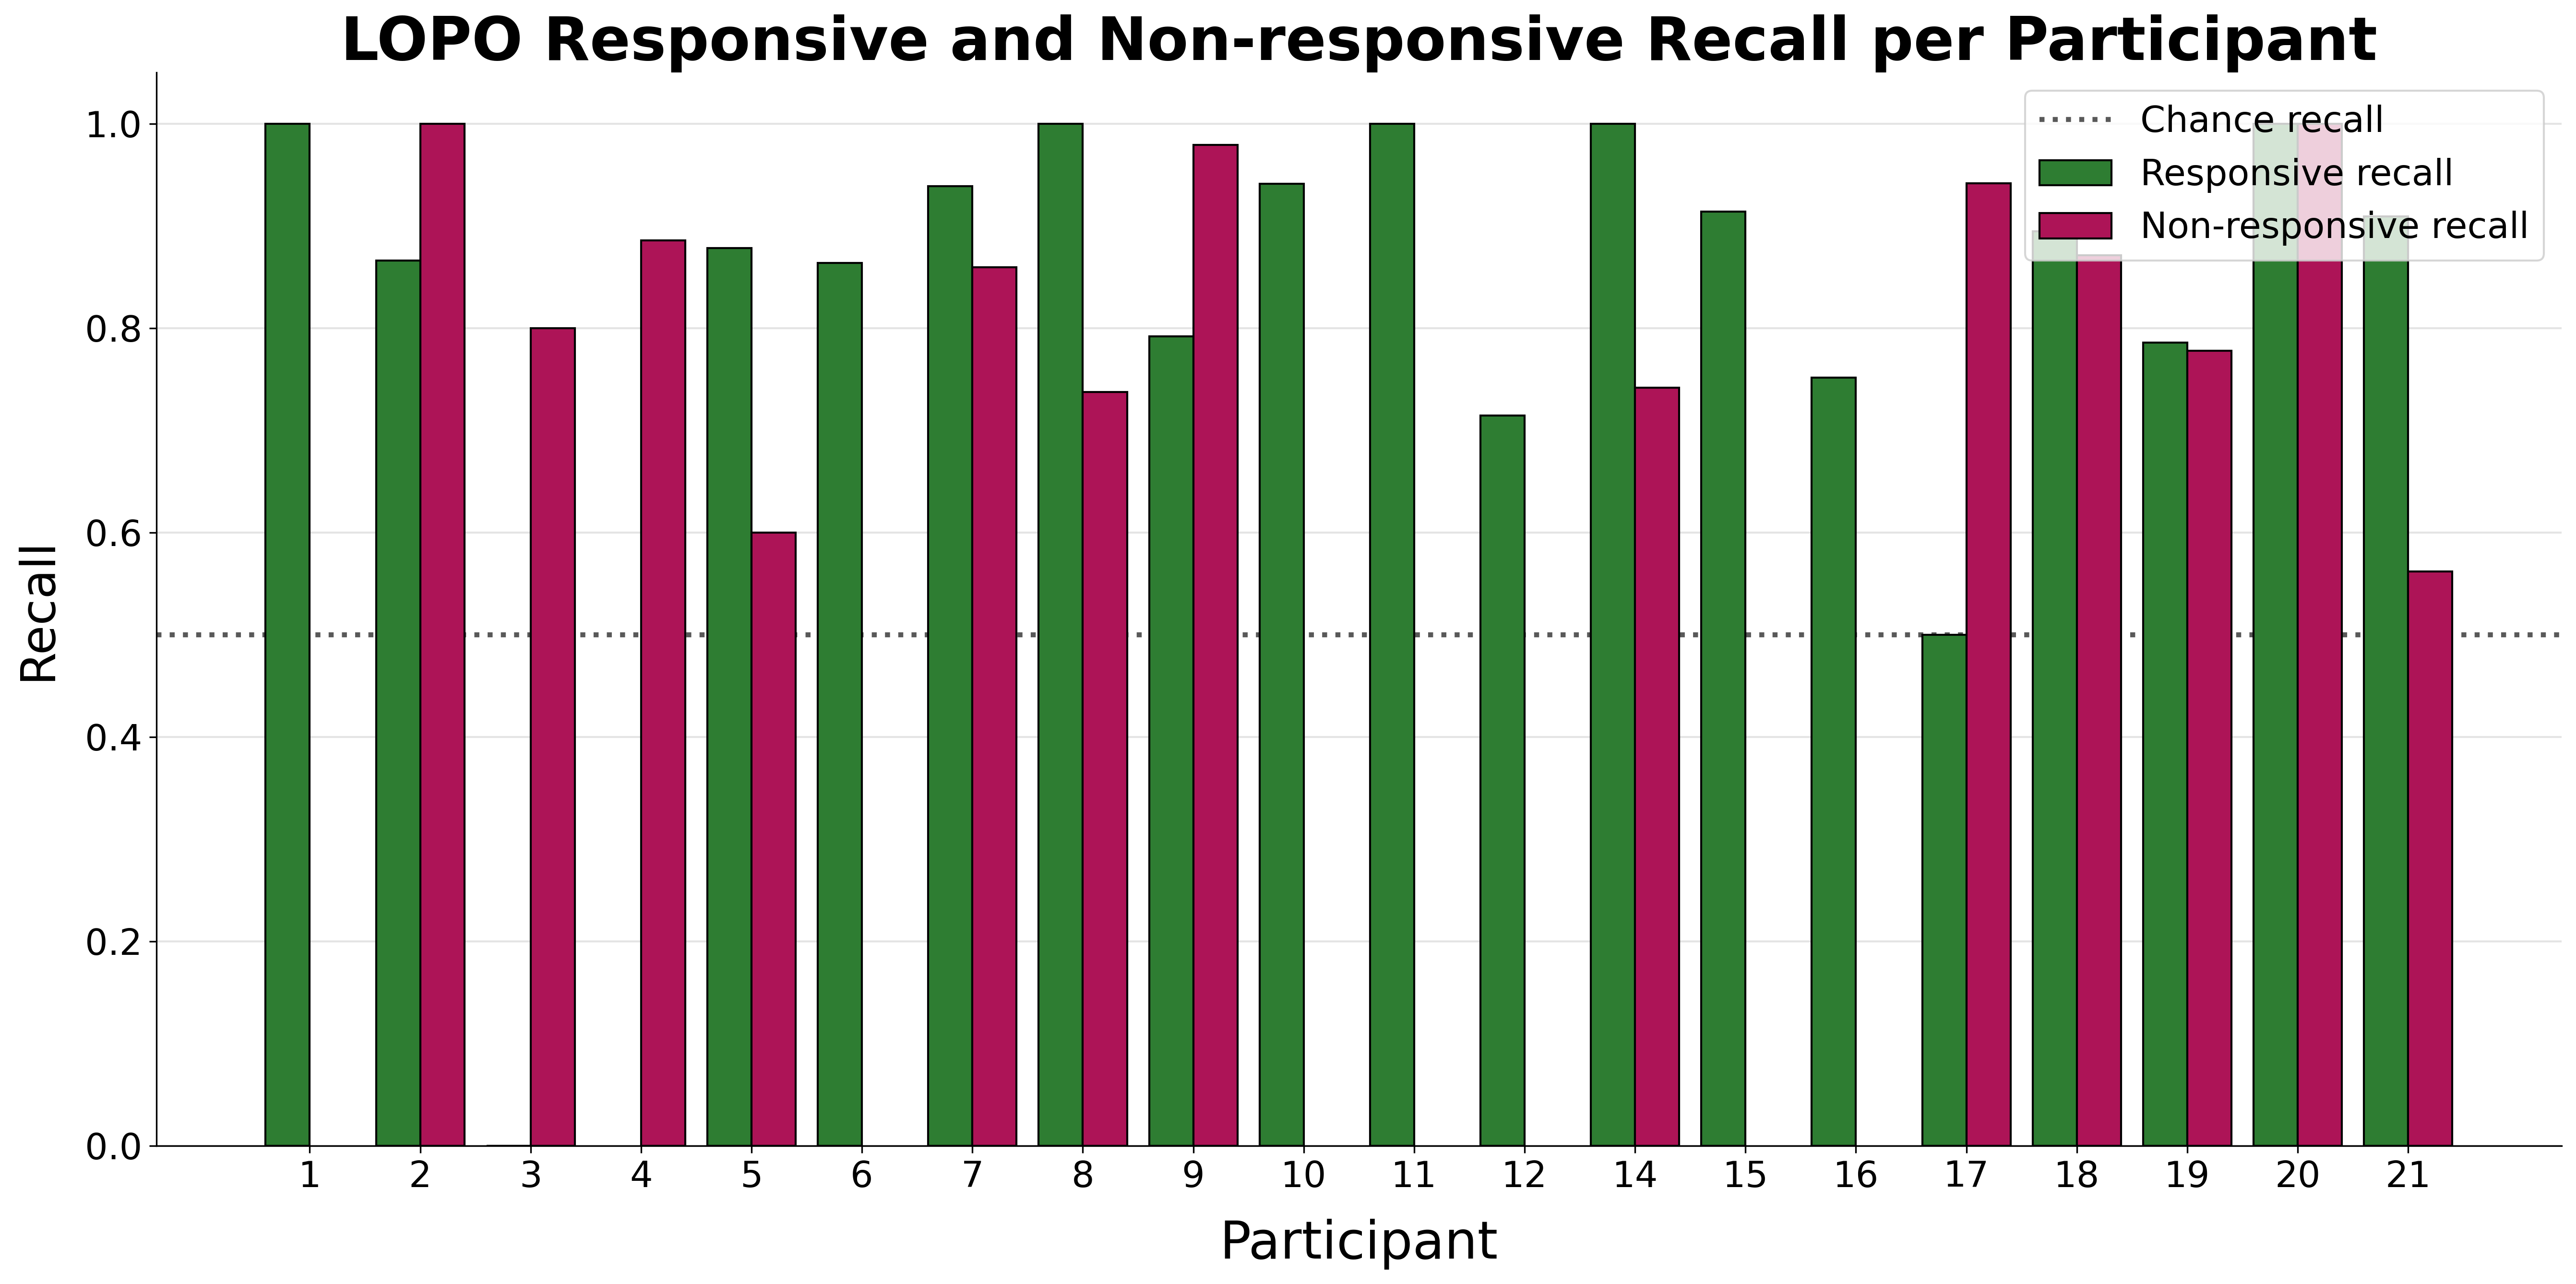 LOPO Responsive and Non-responsive Recall per Participant
Chance recall
Responsive recall
Non-responsive recall
1.0
0.8
0.6
0.4
0.2
0.0
Recall
1 2 3 4 5 6 7 8 9 10 11 12 14 15 16 17 18 19 20 21
Participant